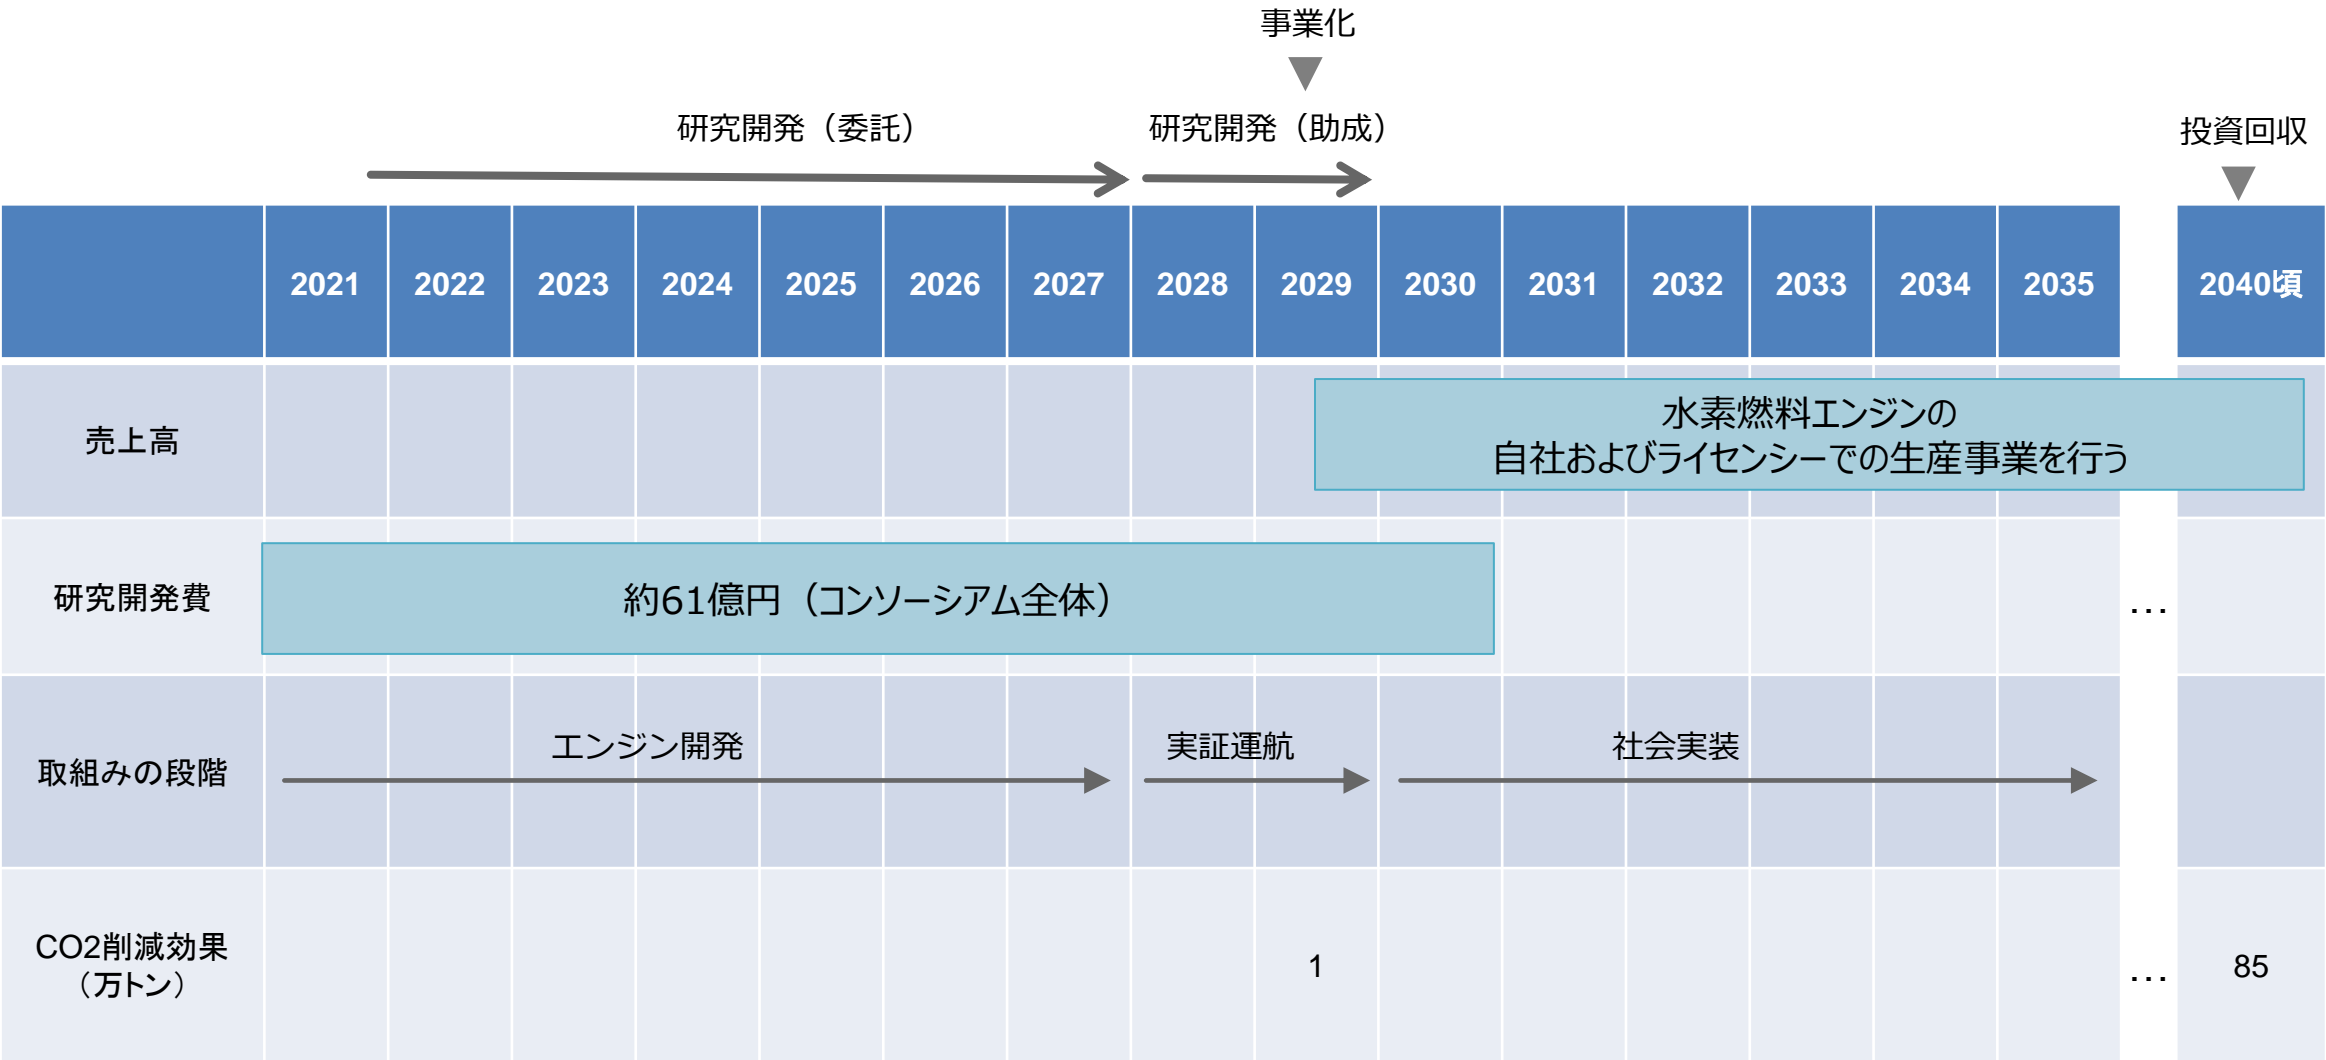 事業化
研究開発（委託）
研究開発（助成）
投資回収
2021 2022 2023 2024 2025 2026 2027 2028 2029 2030 2031 2032 2033 2034 2035 2040頃
売上高
水素燃料エンジンの
自社およびライセンシーでの生産事業を行う
研究開発費
約61億円（コンソーシアム全体）
…
取組みの段階
エンジン開発
実証運航
社会実装
CO2削減効果
（万トン）
1
…
85